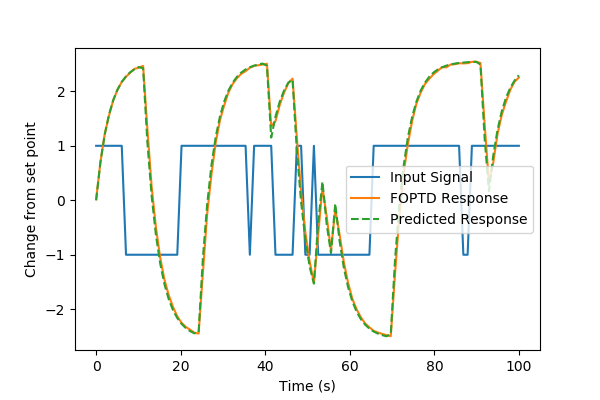 Change from set point
2
1
0
−1
−2
Input Signal
FOPTD Response
Predicted Response
0
20
40
60
80
100
Time (s)